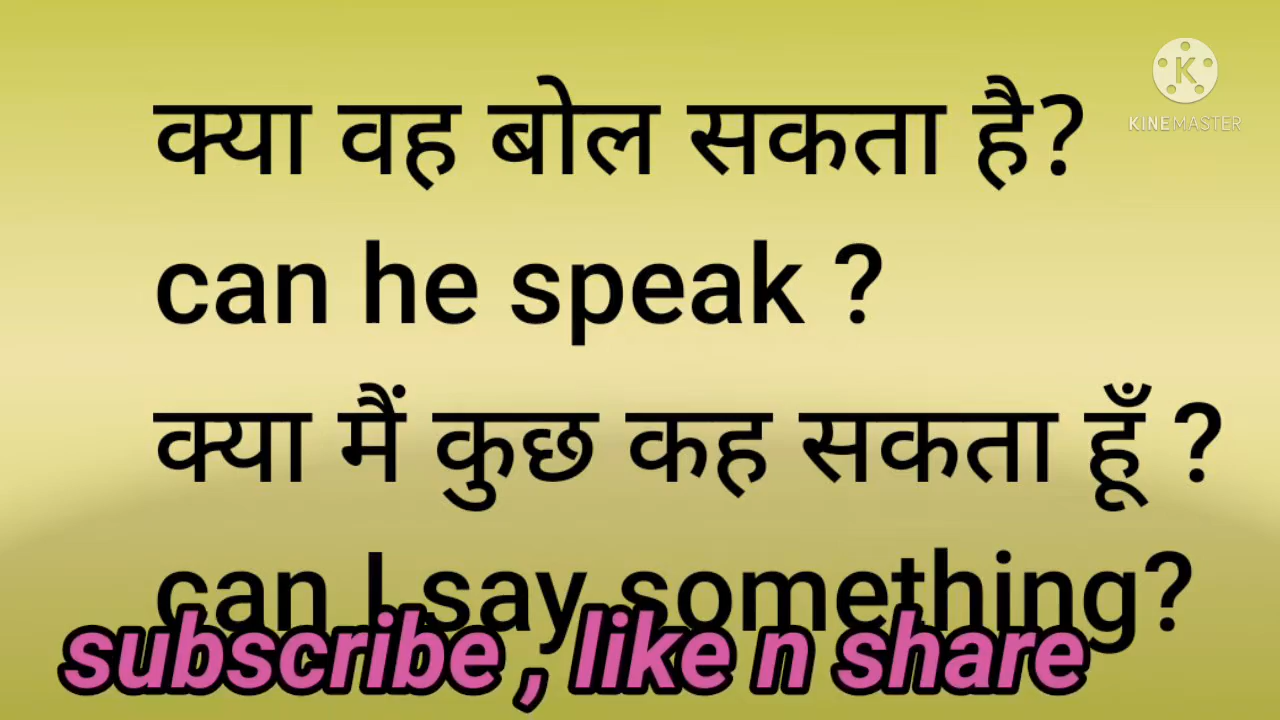 क्या वह बोल सकता है?
can he speak ?
क्या मैं कुछ कह सकता हूँ ?
can I say something?
subscribe , like n share
K
KINEMASTER